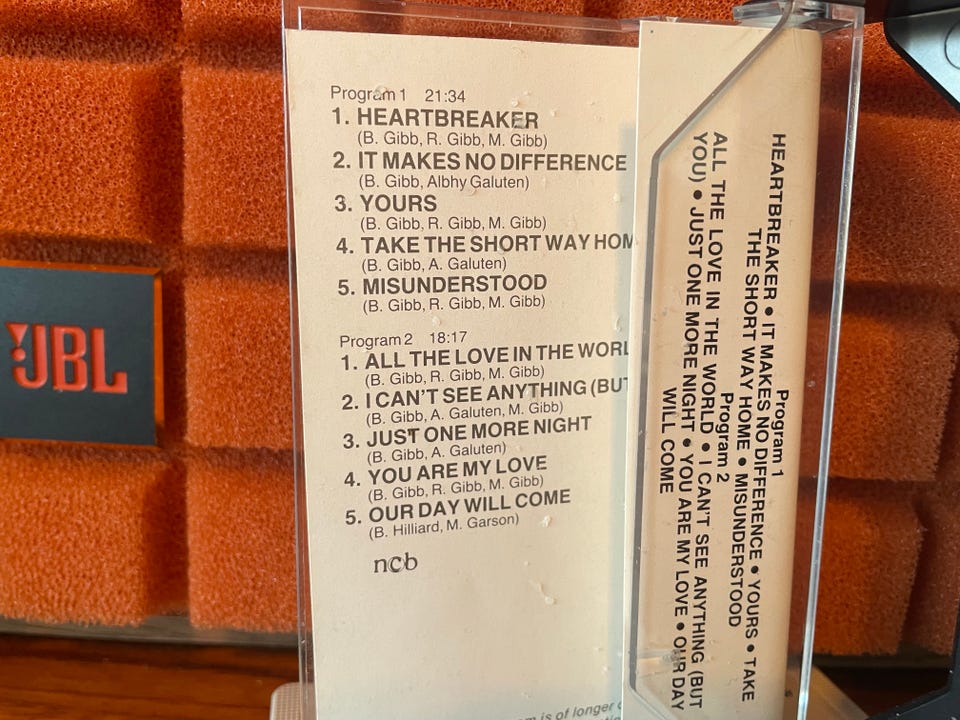 JBL
Program 1 21:34
1. HEARTBREAKER
(B. Gibb, R. Gibb, M. Gibb)
2. IT MAKES NO DIFFERENCE
(B. Gibb, Albhy Galuten)
3. YOURS
(B. Gibb, R. Gibb, M. Gibb)
4. TAKE THE SHORT WAY HOM
(B. Gibb, A. Galuten)
5. MISUNDERSTOOD
(B. Gibb, R. Gibb, M. Gibb)
Program 2 18:17
1. ALL THE LOVE IN THE WORL
(B. Gibb, R. Gibb, M. Gibb)
2. I CAN'T SEE ANYTHING (BUT
(B. Gibb, A. Galuten, M. Gibb)
3. JUST ONE MORE NIGHT
(B. Gibb, A. Galuten)
4. YOU ARE MY LOVE
(B. Gibb, R. Gibb, M. Gibb)
5. OUR DAY WILL COME
(B. Hilliard, M. Garson)
ncb
is of longer
Program 1
HEARTBREAKER • IT MAKES NO DIFFERENCE • YOURS • TAKE
THE SHORT WAY HOME • MISUNDERSTOOD
Program 2
ALL THE LOVE IN THE WORLD • I CAN'T SEE ANYTHING (BUT
YOU) • JUST ONE MORE NIGHT • YOU ARE MY LOVE • OUR DAY
WILL COME